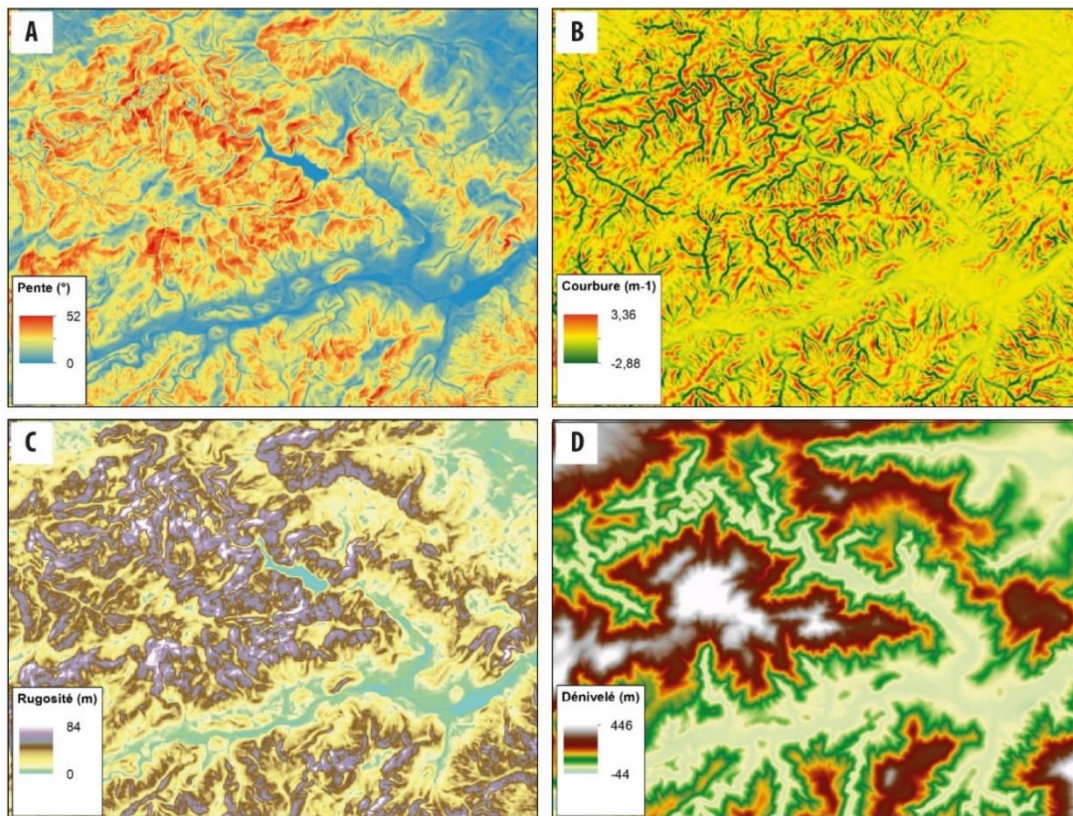 A
Pente (°)
52
0
B
Courbure (m-1)
3,36
-2,88
C
Rugosité (m)
84
0
D
Dénivelé (m)
446
-44